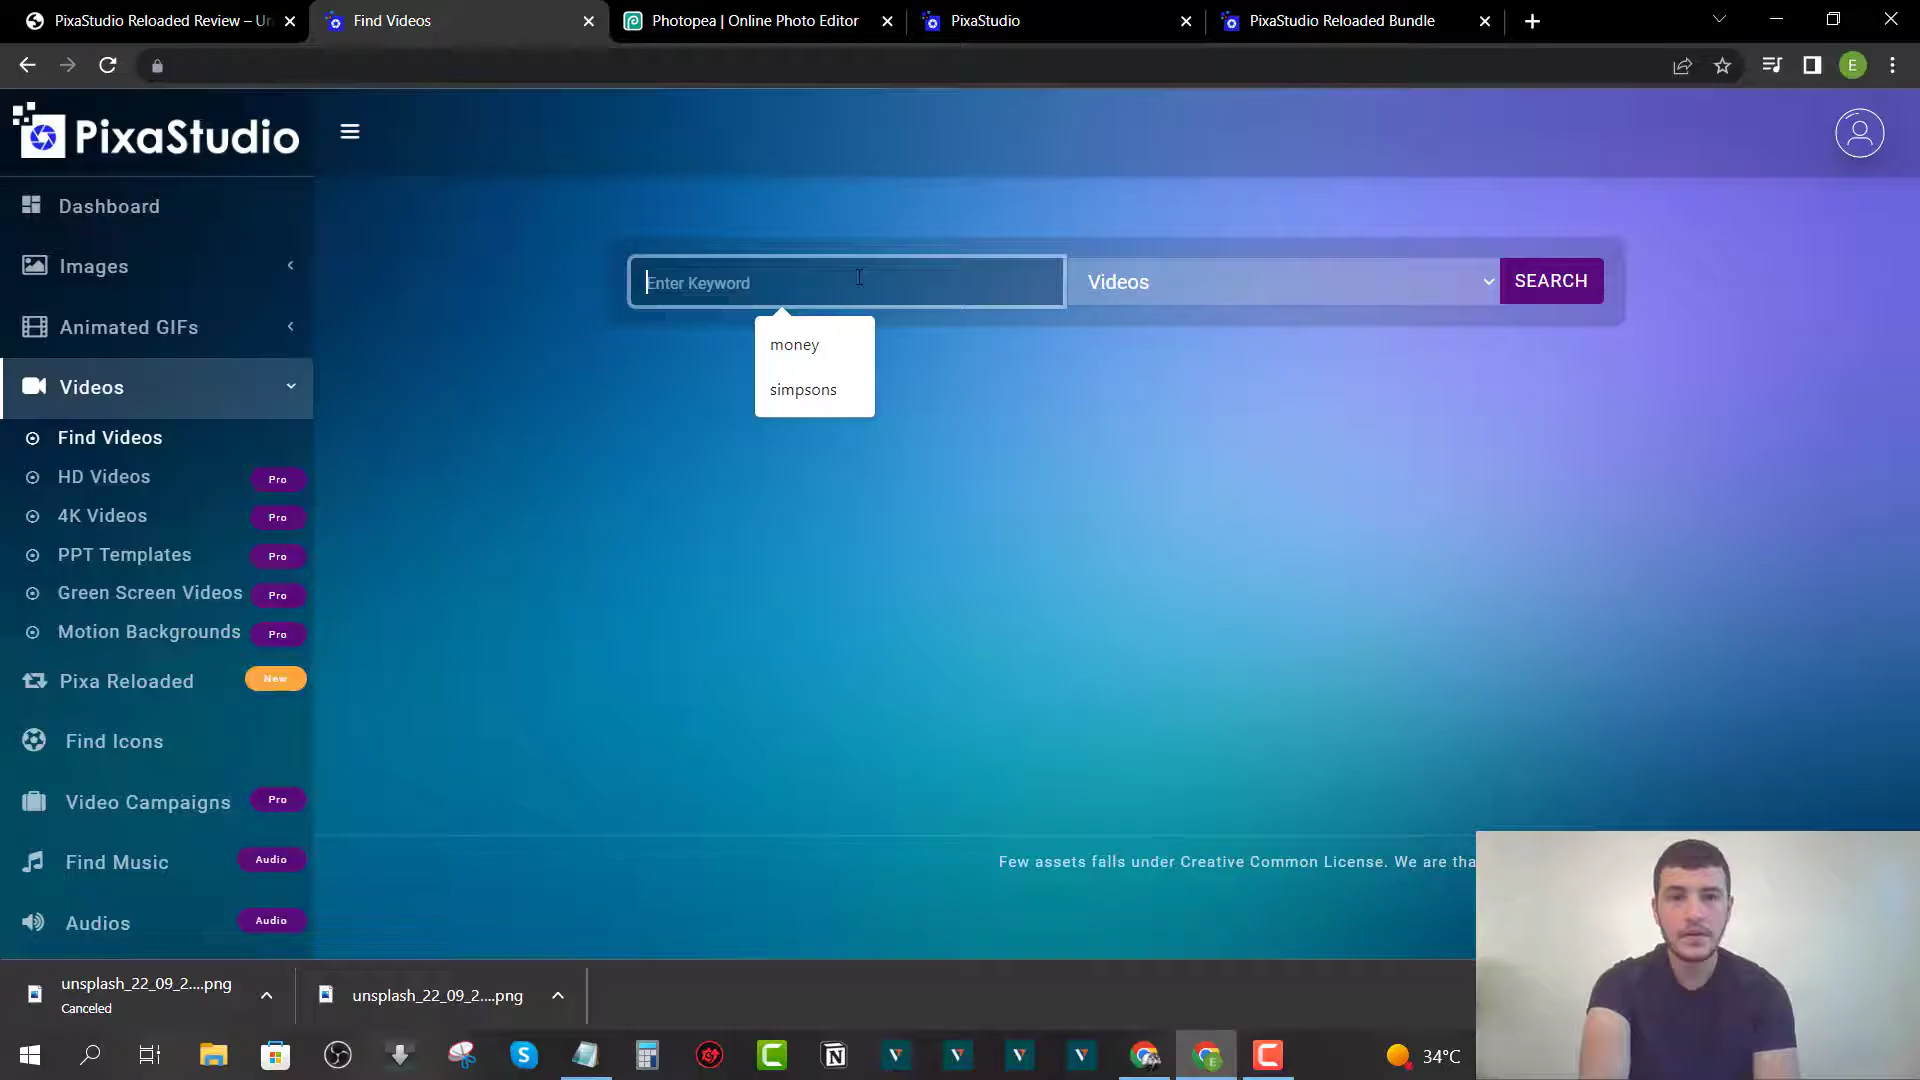 PixaStudio Reloaded Review – Un
Find Videos
Photopea | Online Photo Editor
PixaStudio
PixaStudio Reloaded Bundle
E
PixaStudio
Dashboard
Images
Animated GIFs
Videos
Find Videos
HD Videos
Pro
4K Videos
Pro
PPT Templates
Pro
Green Screen Videos
Pro
Motion Backgrounds
Pro
Pixa Reloaded
New
Find Icons
Video Campaigns
Pro
Find Music
Audio
Audios
Audio
Enter Keyword
Videos
SEARCH
money
simpsons
Few assets falls under Creative Common License. We are tha
unsplash_22_09_2....png
Canceled
unsplash_22_09_2....png
34°C